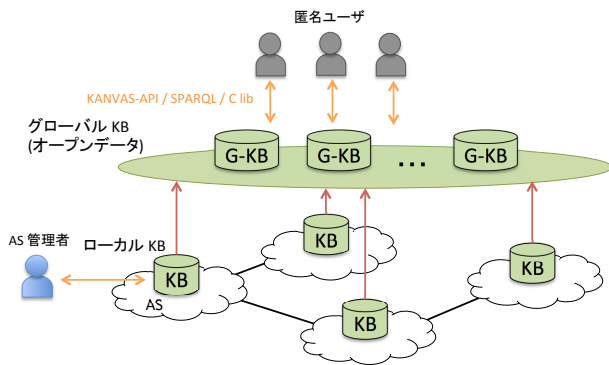 匿名ユーザ
KANVAS-API / SPARQL / C lib
グローバル KB
(オープンデータ)
G-KB
G-KB
...
G-KB
AS 管理者
ローカル KB
KB
AS
KB
KB
KB